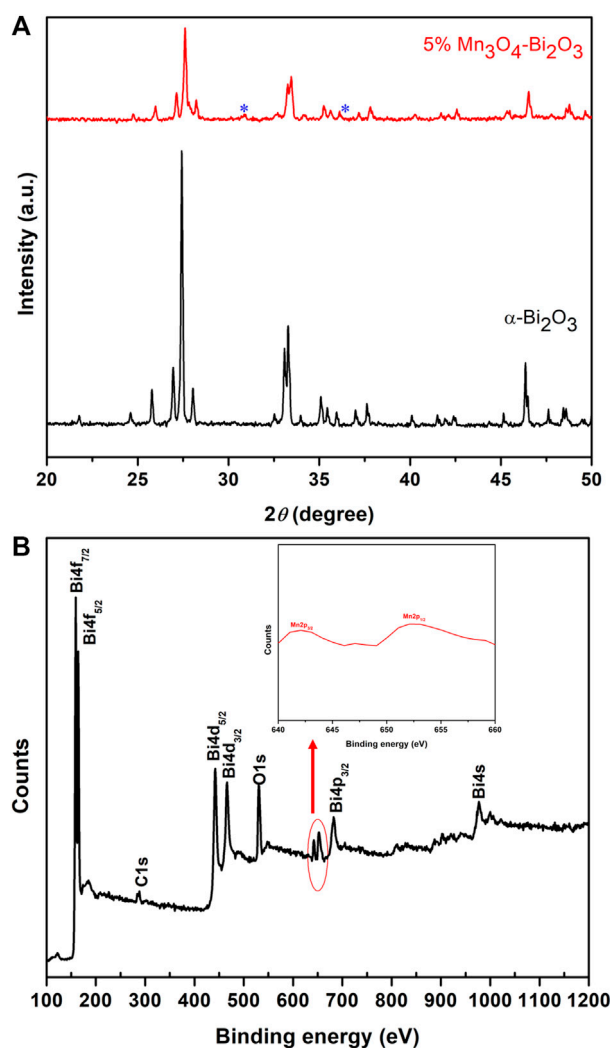 A
5% Mn₃O₄-Bi₂O₃
*
*
α-Bi₂O₃
Intensity (a.u.)
20 25 30 35 40 45 50
2θ (degree)
B
Bi4f₇/₂
Bi4f₅/₂
C1s
Bi4d₅/₂
Bi4d₃/₂
O1s
Bi4p₃/₂
Bi4s
Counts
Mn2p₃/₂
Mn2p₁/₂
Counts
640 645 650 655 660
Binding energy (eV)
100 200 300 400 500 600 700 800 900 1000 1100 1200
Binding energy (eV)